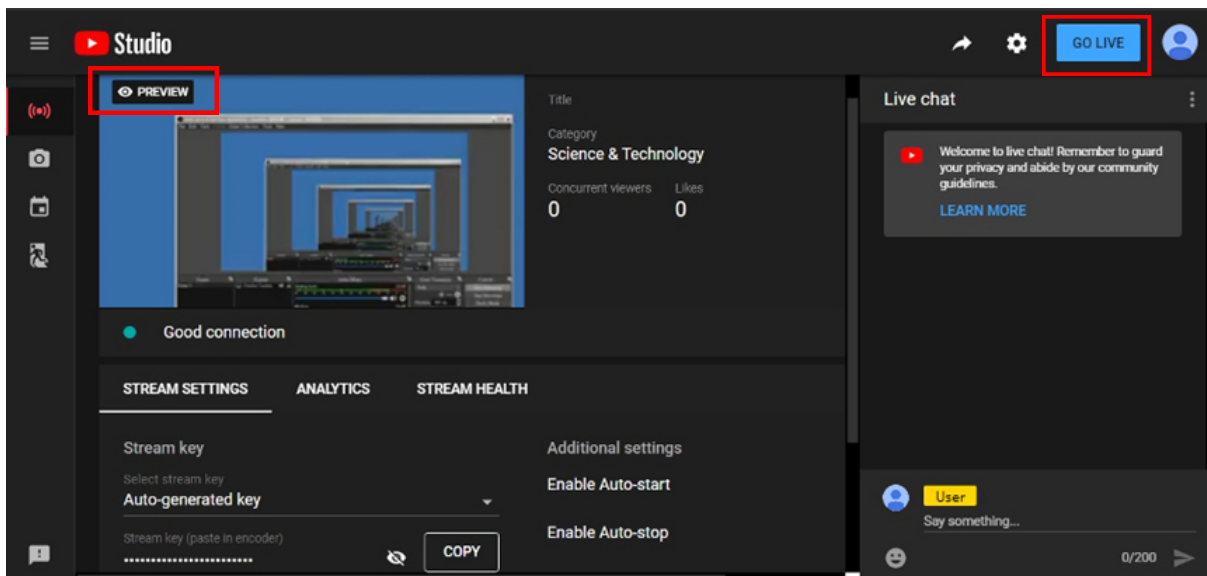 Studio
GO LIVE
PREVIEW
Title
Category
Science & Technology
Concurrent viewers Likes
0 0
Good connection
STREAM SETTINGS ANALYTICS STREAM HEALTH
Stream key
Select stream key
Auto-generated key
Stream key (paste in encoder)
••••••••••••••••••••••••
COPY
Additional settings
Enable Auto-start
Enable Auto-stop
Live chat
Welcome to live chat! Remember to guard
your privacy and abide by our community
guidelines.
LEARN MORE
User
Say something...
0/200